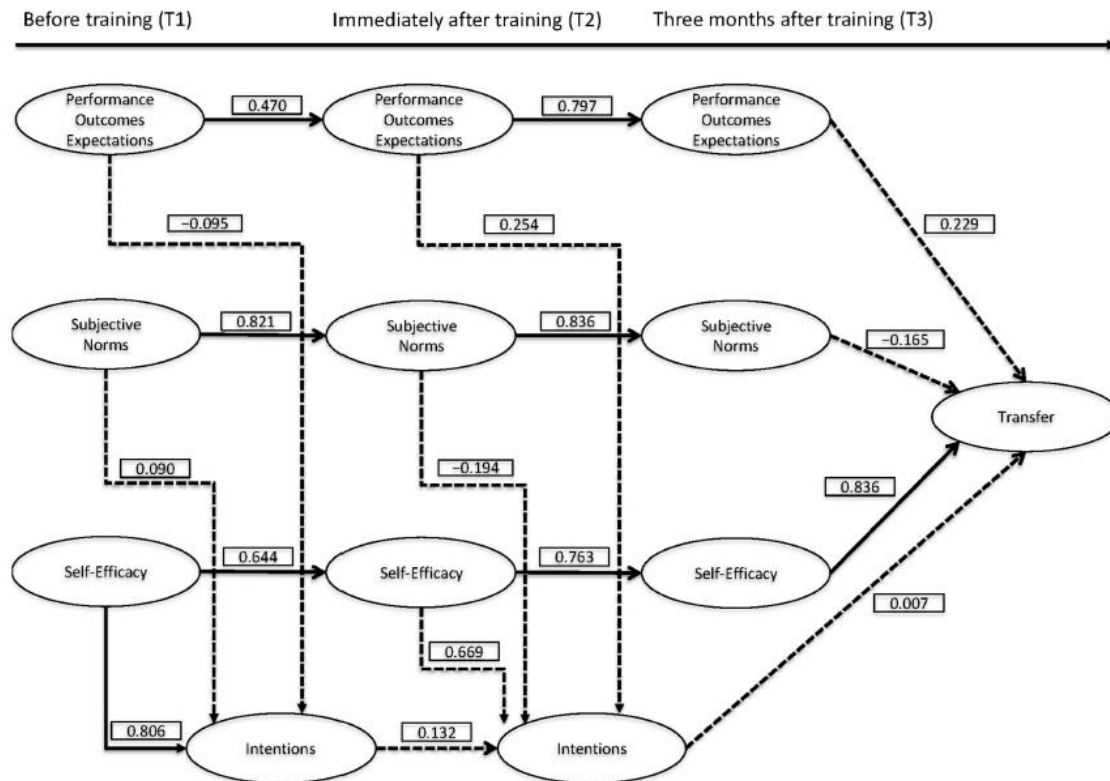 Before training (T1)
Immediately after training (T2)
Three months after training (T3)
Performance
Outcomes
Expectations
0.470
Performance
Outcomes
Expectations
0.797
Performance
Outcomes
Expectations
−0.095
0.254
0.229
Subjective
Norms
0.821
Subjective
Norms
0.836
Subjective
Norms
−0.165
Transfer
0.090
−0.194
0.836
Self-Efficacy
0.644
Self-Efficacy
0.763
Self-Efficacy
0.007
0.669
0.806
Intentions
0.132
Intentions